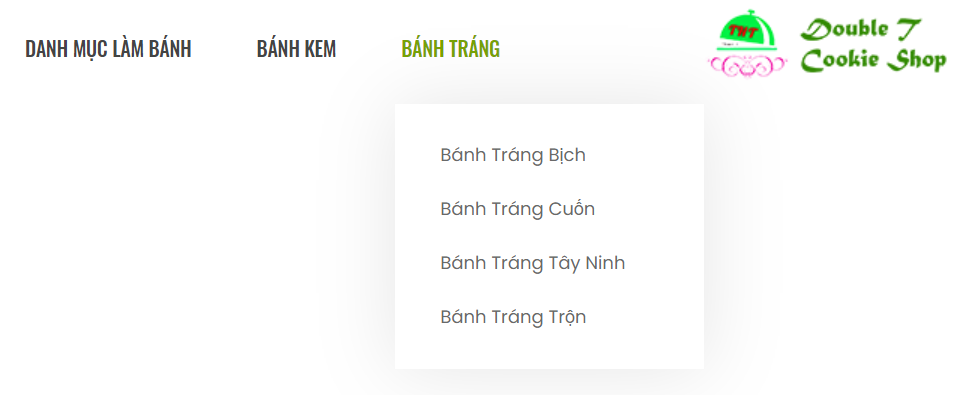 DANH MỤC LÀM BÁNH
BÁNH KEM
BÁNH TRÁNG
TNT
Double T
Cookie Shop
Bánh Tráng Bịch
Bánh Tráng Cuốn
Bánh Tráng Tây Ninh
Bánh Tráng Trộn